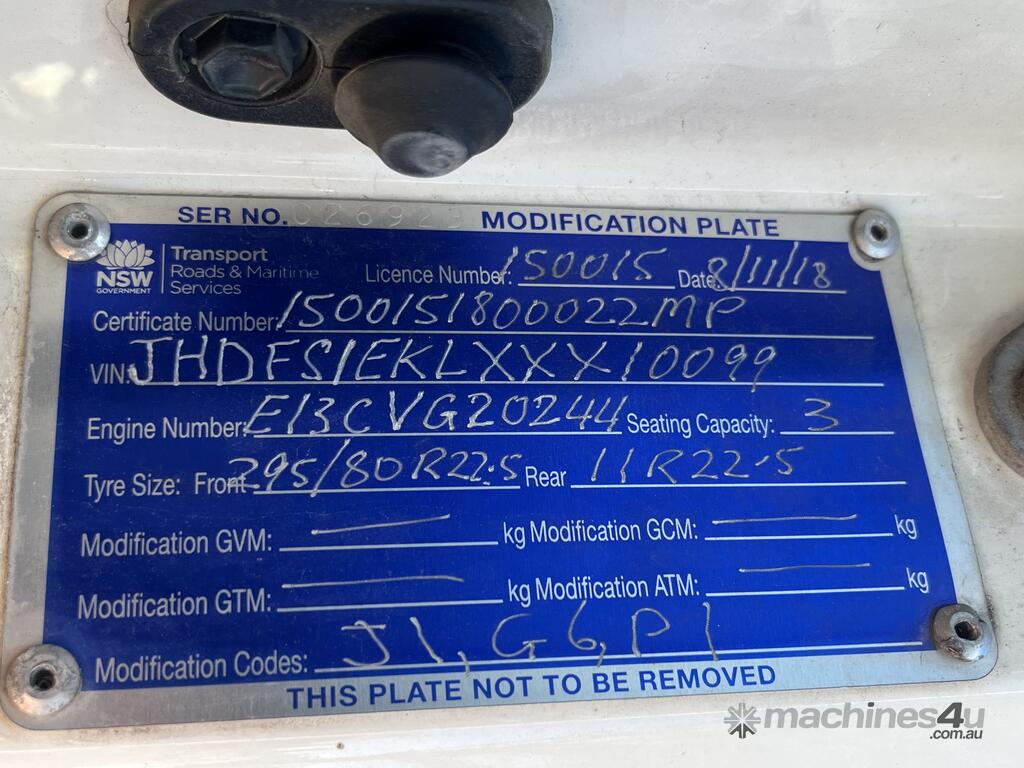 SER NO. 026923 MODIFICATION PLATE
NSW GOVERNMENT
Transport
Roads & Maritime
Services
Licence Number: 150015 Date: 8/11/18
Certificate Number: 1500151800022MP
VIN: JHDFS1EKLXXX10099
Engine Number: E13CVG20244 Seating Capacity: 3
Tyre Size: Front 295/80R22.5 Rear 11R22.5
Modification GVM: — kg Modification GCM: — kg
Modification GTM: — kg Modification ATM: — kg
Modification Codes: J1, G6, P1
THIS PLATE NOT TO BE REMOVED
machines4u
.com.au